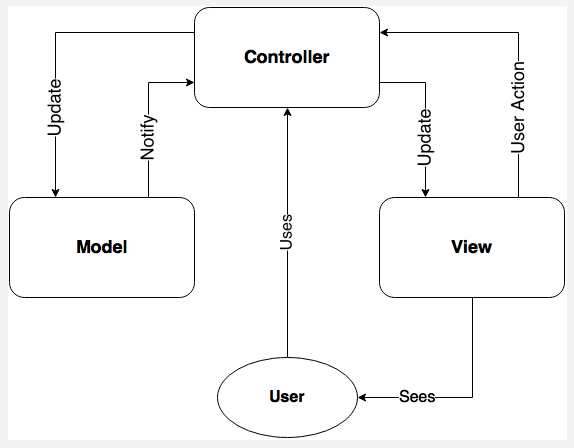 Controller
Update
Notify
Update
User Action
Model
Uses
View
User
Sees